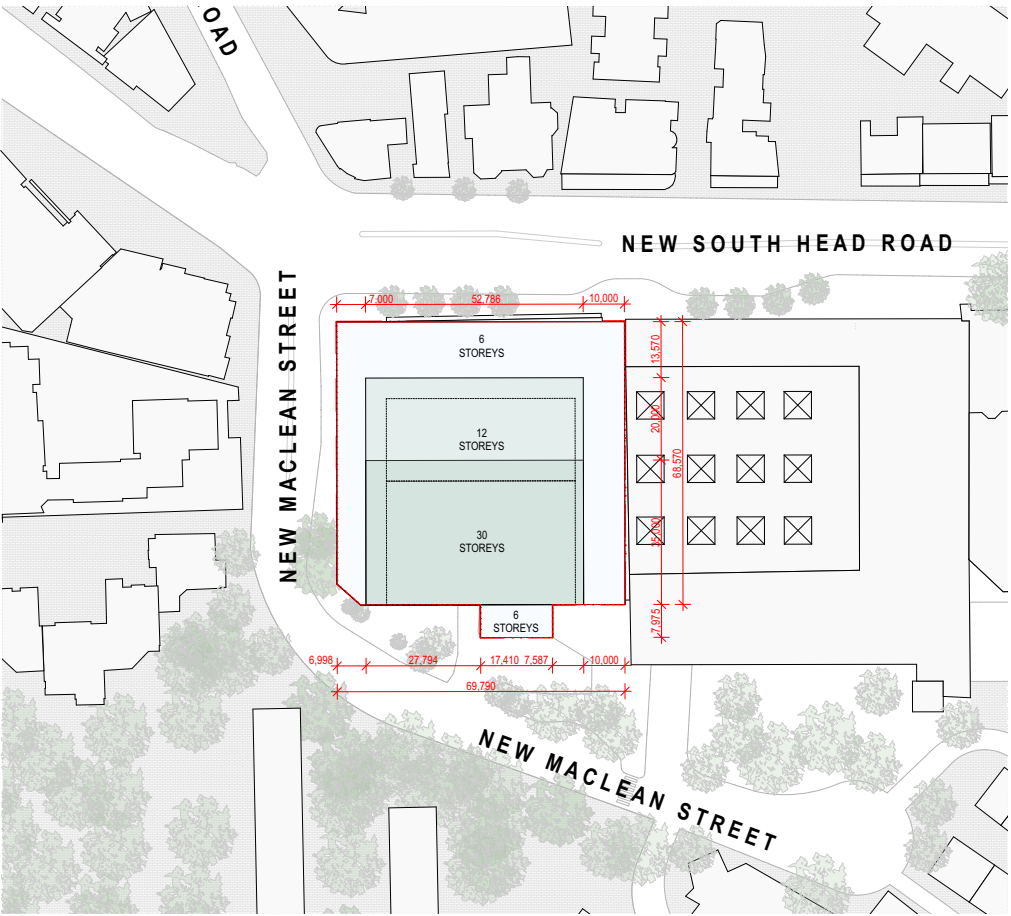 OAD
NEW SOUTH HEAD ROAD
NEW MACLEAN STREET
7,000
52,786
10,000
6
STOREYS
13,570
12
STOREYS
20,000
68,570
30
STOREYS
35,000
6
STOREYS
7,975
6,998
27,794
17,410
7,587
10,000
69,790
NEW MACLEAN STREET